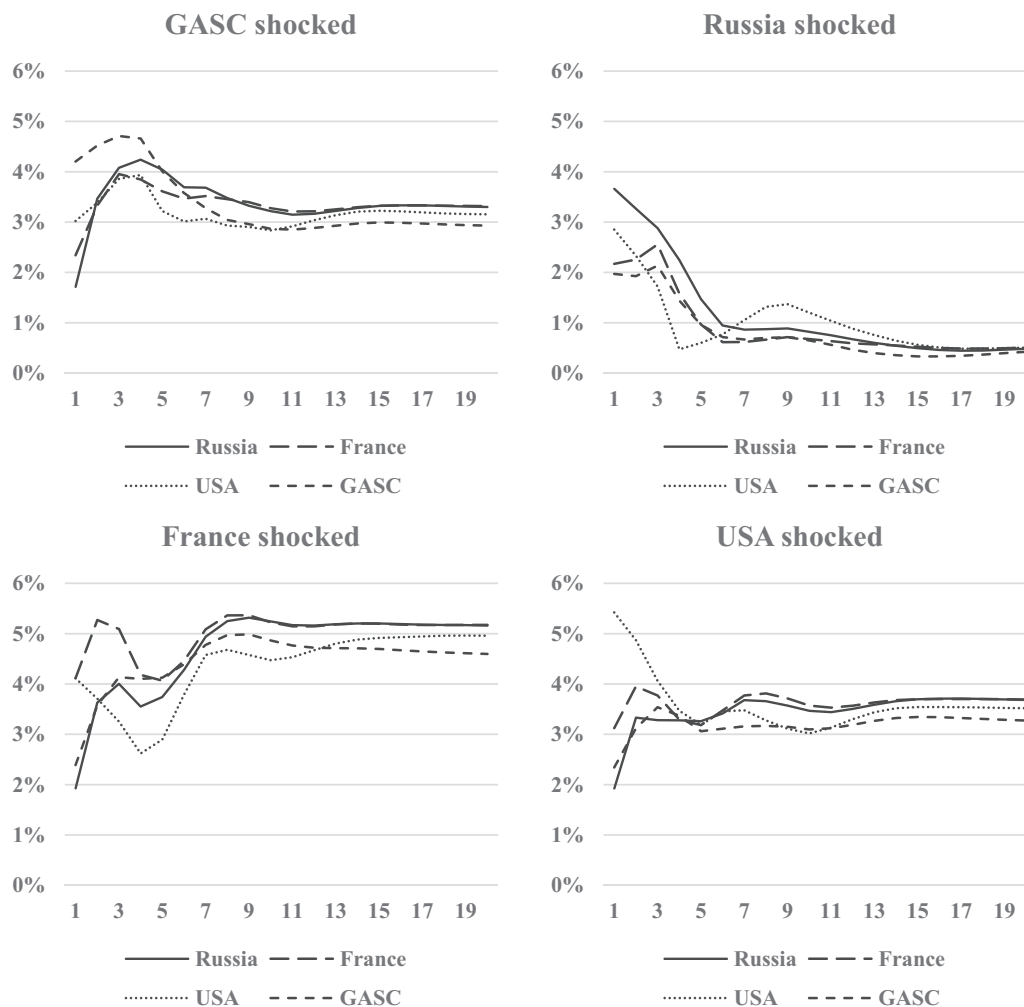 GASC shocked
6%
5%
4%
3%
2%
1%
0%
1 3 5 7 9 11 13 15 17 19
Russia France
USA GASC
Russia shocked
6%
5%
4%
3%
2%
1%
0%
1 3 5 7 9 11 13 15 17 19
Russia France
USA GASC
France shocked
6%
5%
4%
3%
2%
1%
0%
1 3 5 7 9 11 13 15 17 19
Russia France
USA GASC
USA shocked
6%
5%
4%
3%
2%
1%
0%
1 3 5 7 9 11 13 15 17 19
Russia France
USA GASC